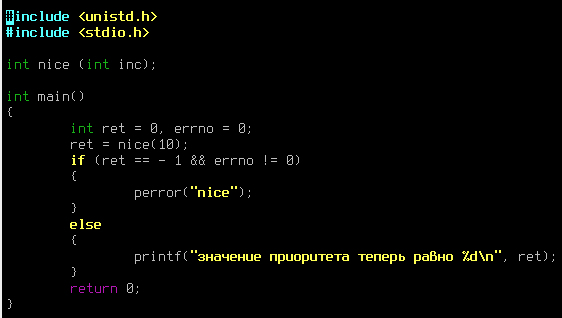 #include <unistd.h>
#include <stdio.h>
int nice (int inc);
int main()
{
int ret = 0, errno = 0;
ret = nice(10);
if (ret == - 1 && errno != 0)
{
perror("nice");
}
else
{
printf("значение приоритета теперь равно %d\n", ret);
}
return 0;
}